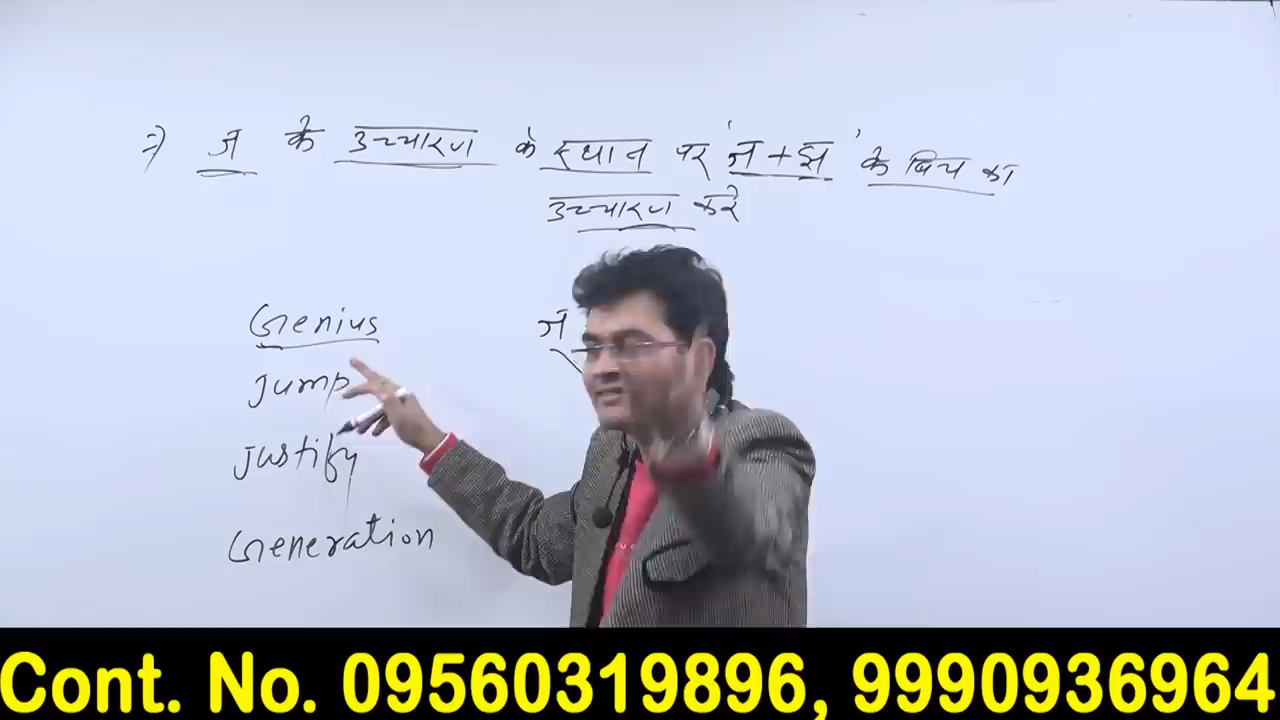 ⇒ ज के उच्चारण के स्थान पर 'ज + झ' के बिच का
उच्चारण करे
Genius
ज
Jump
Justify
Generation
Cont. No. 09560319896, 9990936964